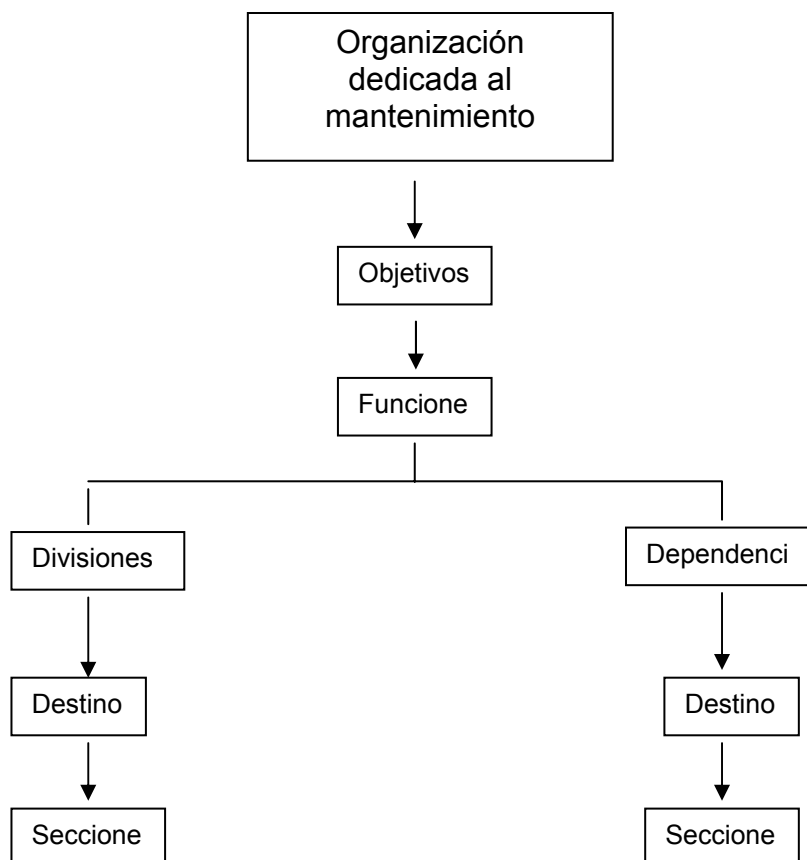 Organización
dedicada al
mantenimiento
Objetivos
Funcione
Divisiones
Dependenci
Destino
Destino
Seccione
Seccione